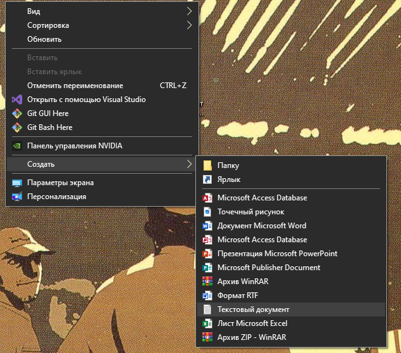 Вид
Сортировка
Обновить
Вставить
Вставить ярлык
Отменить переименование CTRL+Z
Открыть с помощью Visual Studio
Git GUI Here
Git Bash Here
Панель управления NVIDIA
Создать
Параметры экрана
Персонализация
Папку
Ярлык
Microsoft Access Database
Точечный рисунок
Документ Microsoft Word
Microsoft Access Database
Презентация Microsoft PowerPoint
Microsoft Publisher Document
Архив WinRAR
Формат RTF
Текстовый документ
Лист Microsoft Excel
Архив ZIP - WinRAR